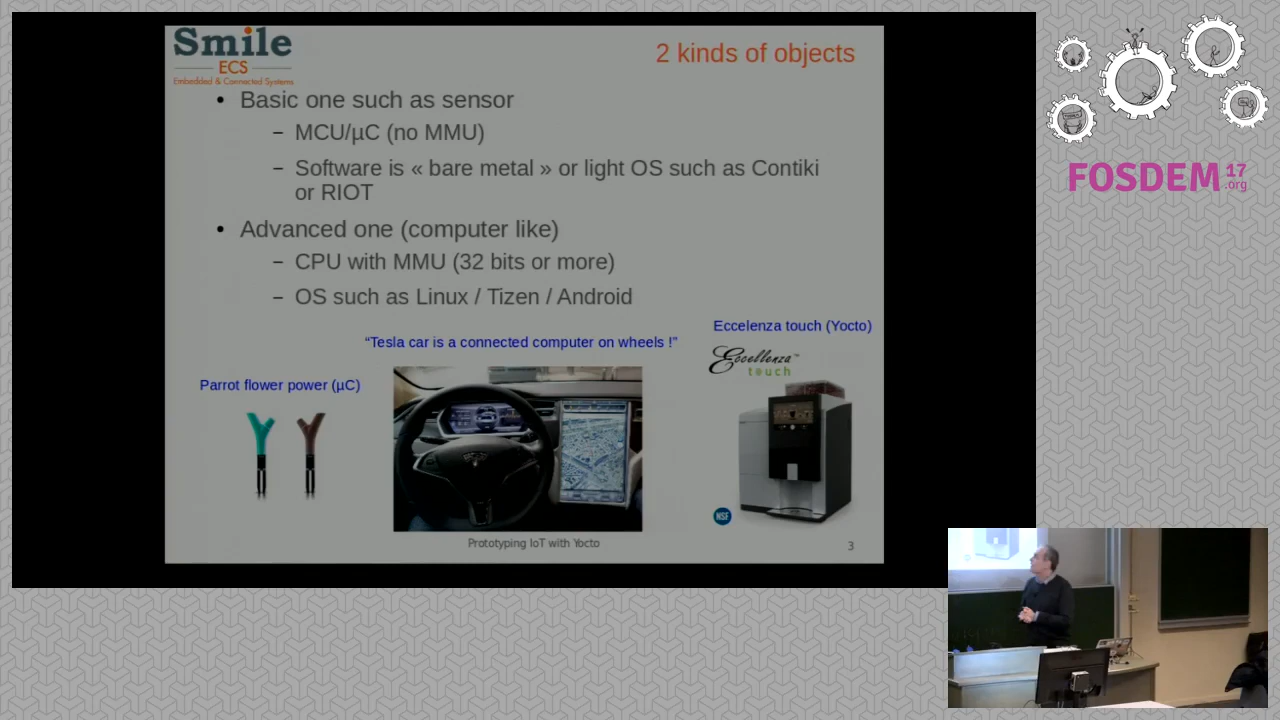 Smile
ECS
Embedded & Connected Systems
2 kinds of objects
• Basic one such as sensor
– MCU/µC (no MMU)
– Software is « bare metal » or light OS such as Contiki
or RIOT
• Advanced one (computer like)
– CPU with MMU (32 bits or more)
– OS such as Linux / Tizen / Android
Eccelenza touch (Yocto)
“Tesla car is a connected computer on wheels !”
Eccellenza™
touch
Parrot flower power (µC)
NSF
Prototyping IoT with Yocto
3
FOSDEM 17
.org